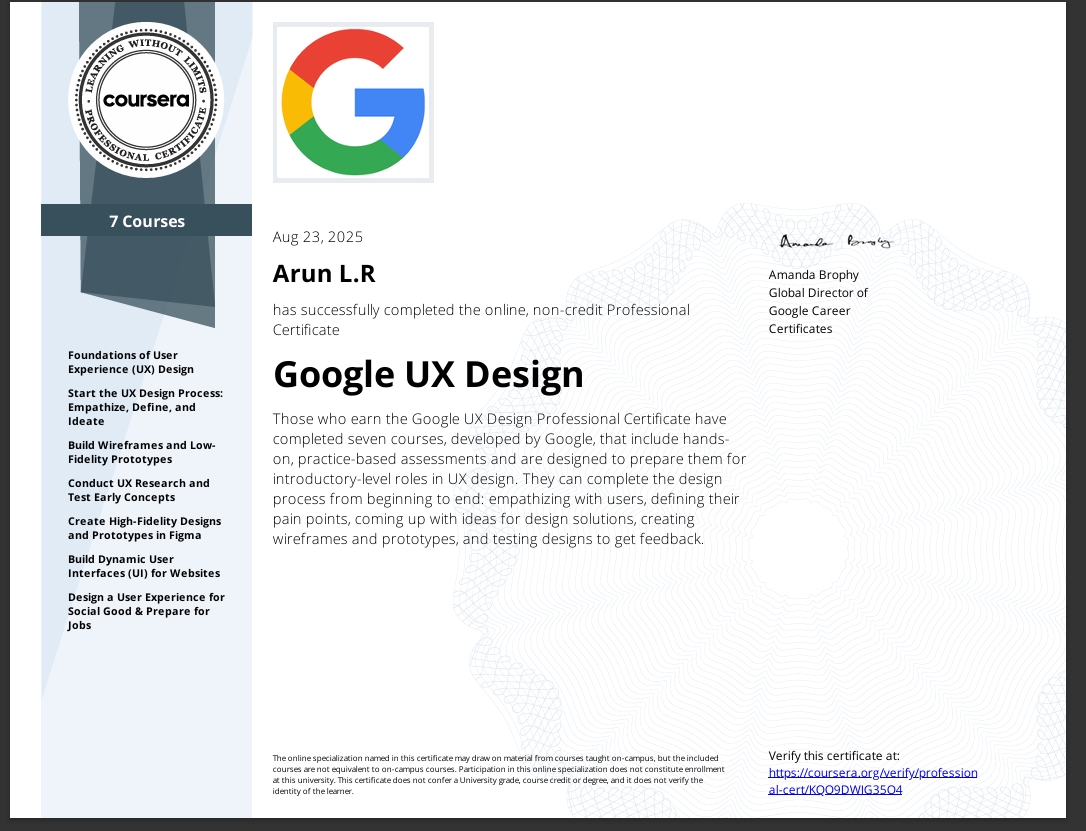 LEARNING WITHOUT LIMITS
coursera
PROFESSIONAL CERTIFICATE
7 Courses
Foundations of User
Experience (UX) Design
Start the UX Design Process:
Empathize, Define, and
Ideate
Build Wireframes and Low-
Fidelity Prototypes
Conduct UX Research and
Test Early Concepts
Create High-Fidelity Designs
and Prototypes in Figma
Build Dynamic User
Interfaces (UI) for Websites
Design a User Experience for
Social Good & Prepare for
Jobs
G
Aug 23, 2025
Arun L.R
has successfully completed the online, non-credit Professional
Certificate
Google UX Design
Those who earn the Google UX Design Professional Certificate have
completed seven courses, developed by Google, that include hands-
on, practice-based assessments and are designed to prepare them for
introductory-level roles in UX design. They can complete the design
process from beginning to end: empathizing with users, defining their
pain points, coming up with ideas for design solutions, creating
wireframes and prototypes, and testing designs to get feedback.
Amanda Brophy
Amanda Brophy
Global Director of
Google Career
Certificates
The online specialization named in this certificate may draw on material from courses taught on-campus, but the included
courses are not equivalent to on-campus courses. Participation in this online specialization does not constitute enrollment
at this university. This certificate does not confer a University grade, course credit or degree, and it does not verify the
identity of the learner.
Verify this certificate at:
https://coursera.org/verify/profession
al-cert/KQO9DWIG35O4